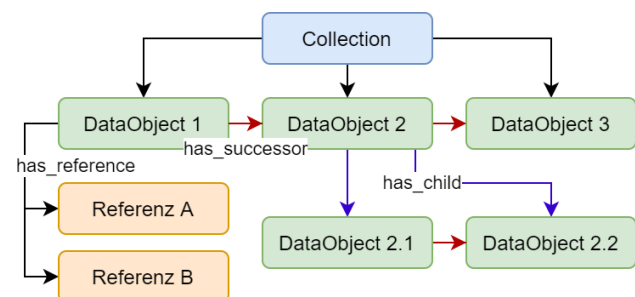 Collection
DataObject 1
DataObject 2
DataObject 3
has_successor
has_reference
has_child
Referenz A
DataObject 2.1
DataObject 2.2
Referenz B